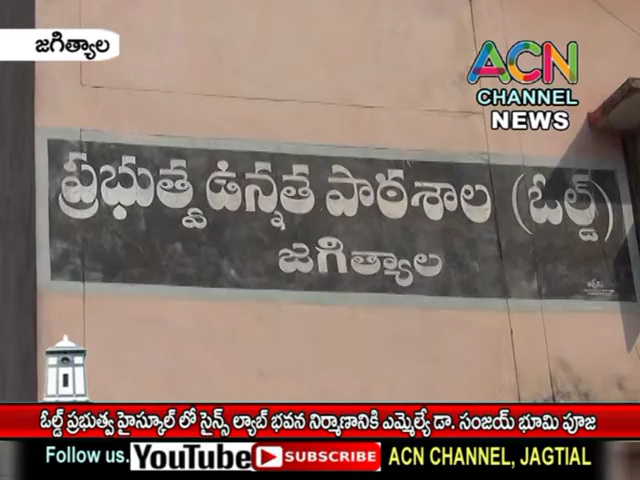 జగిత్యాల
ACN
CHANNEL
NEWS
ప్రభుత్వ ఉన్నత పాఠశాల (ఓల్డ్)
జగిత్యాల
ఓల్డ్ ప్రభుత్వ హైస్కూల్ లో సైన్స్ ల్యాబ్ భవన నిర్మాణానికి ఎమ్మెల్యే డా. సంజయ్ భూమి పూజ
Follow us. YouTube SUBSCRIBE ACN CHANNEL, JAGTIAL